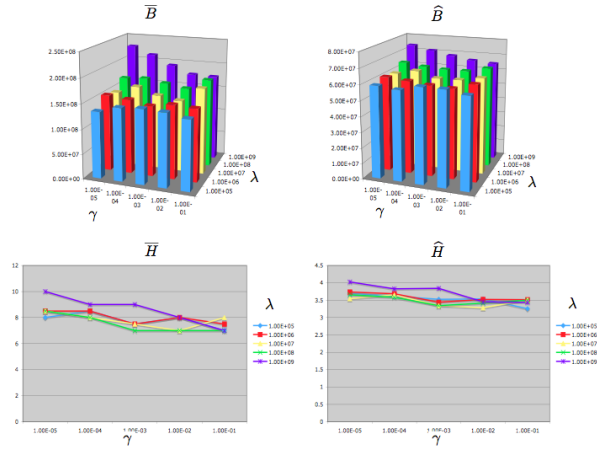 B̅ B̂
2.50E+08 8.00E+07
2.00E+08 7.00E+07
1.50E+08 6.00E+07
1.00E+08 5.00E+07
5.00E+07 4.00E+07
0.00E+00 3.00E+07
2.00E+07
1.00E+07
0.00E+00
1.00E+09 1.00E+09
1.00E+08 1.00E+08
1.00E+07 1.00E+07
1.00E+06 1.00E+06
1.00E+05 1.00E+05
λ λ
1.00E-05 1.00E-04 1.00E-03 1.00E-02 1.00E-01
1.00E-05 1.00E-04 1.00E-03 1.00E-02 1.00E-01
γ γ
H̅ Ĥ
12 4.5
10 4
8 3.5
6 3
4 2.5
2 2
0 1.5
1
0.5
0
λ λ
1.00E+05 1.00E+05
1.00E+06 1.00E+06
1.00E+07 1.00E+07
1.00E+08 1.00E+08
1.00E+09 1.00E+09
1.00E-05 1.00E-04 1.00E-03 1.00E-02 1.00E-01
1.00E-05 1.00E-04 1.00E-03 1.00E-02 1.00E-01
γ γ